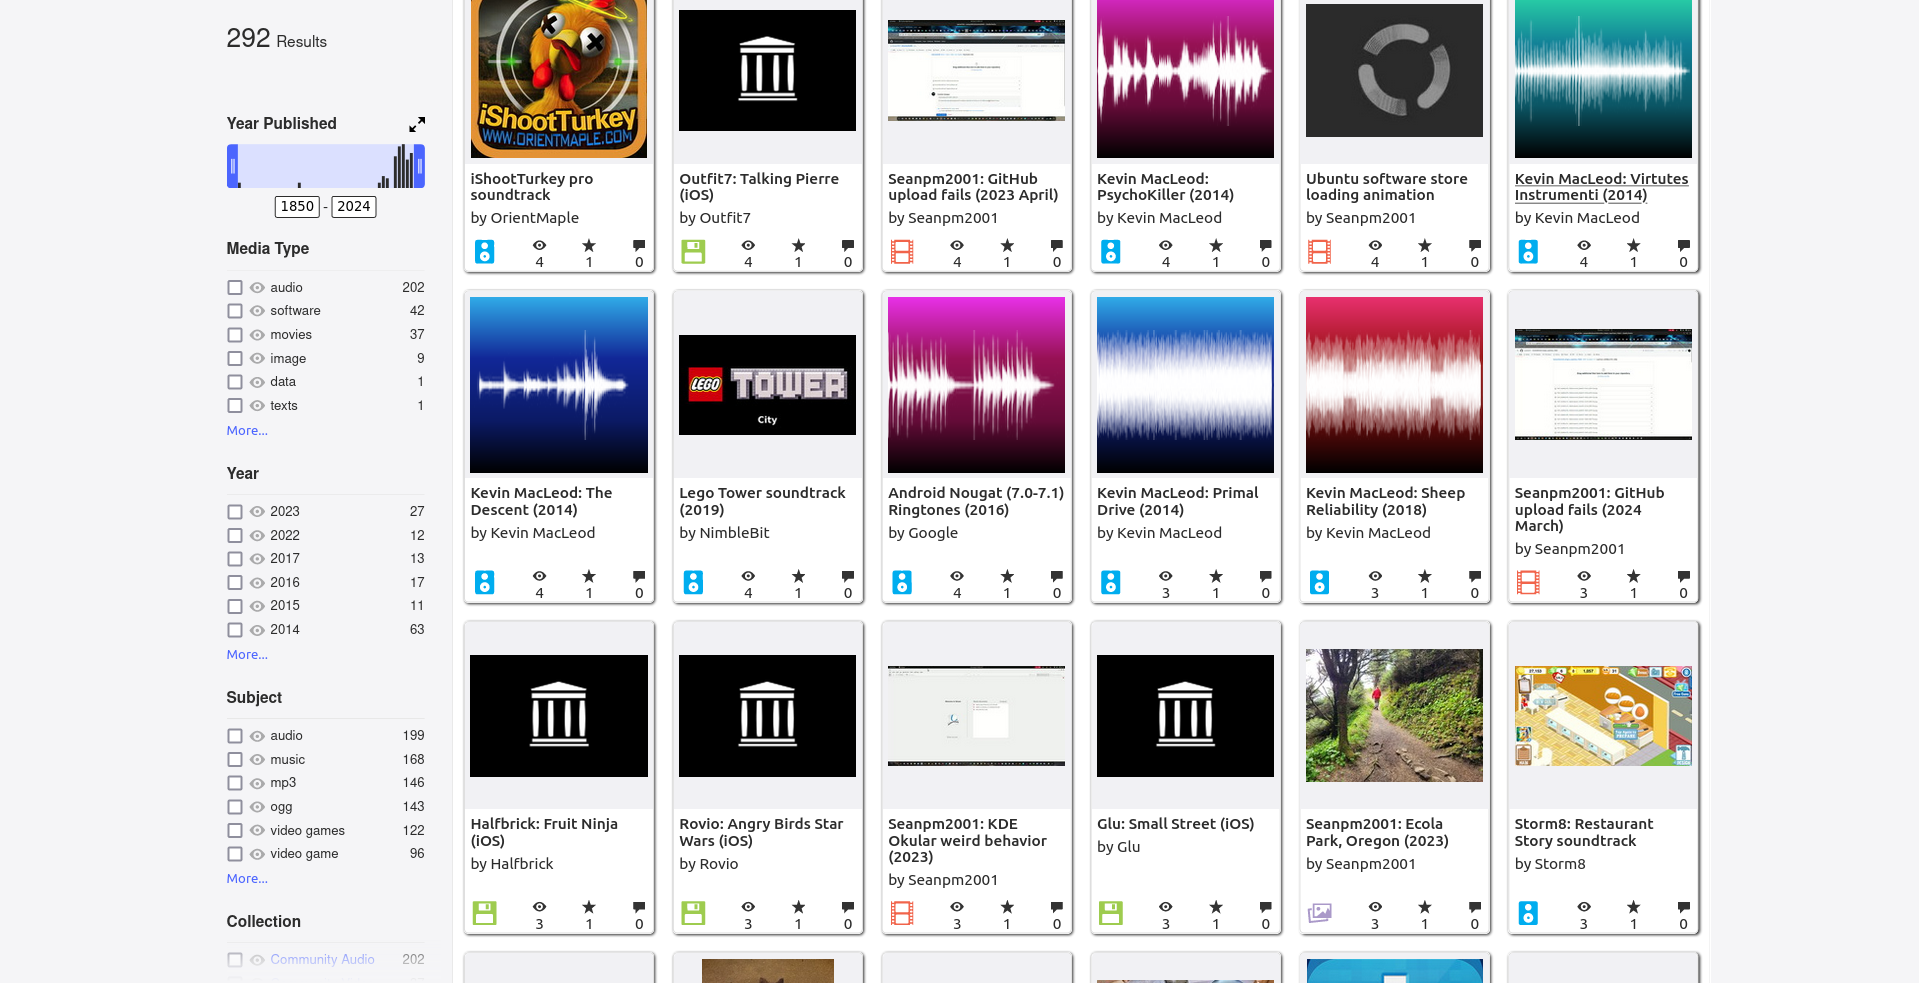 292 Results
Year Published
1850 - 2024
Media Type
audio 202
software 42
movies 37
image 9
data 1
texts 1
More...
Year
2023 27
2022 12
2017 13
2016 17
2015 11
2014 63
More...
Subject
audio 199
music 168
mp3 146
ogg 143
video games 122
video game 96
More...
Collection
Community Audio 202
iShootTurkey
WWW.ORIENTMAPLE.COM
iShootTurkey pro
soundtrack
by OrientMaple
4 1 0
Outfit7: Talking Pierre
(iOS)
by Outfit7
4 1 0
Seanpm2001: GitHub
upload fails (2023 April)
by Seanpm2001
4 1 0
Kevin MacLeod:
PsychoKiller (2014)
by Kevin MacLeod
4 1 0
Ubuntu software store
loading animation
by Seanpm2001
4 1 0
Kevin MacLeod: Virtutes
Instrumenti (2014)
by Kevin MacLeod
4 1 0
Kevin MacLeod: The
Descent (2014)
by Kevin MacLeod
4 1 0
LEGO TOWER
City
Lego Tower soundtrack
(2019)
by NimbleBit
4 1 0
Android Nougat (7.0-7.1)
Ringtones (2016)
by Google
4 1 0
Kevin MacLeod: Primal
Drive (2014)
by Kevin MacLeod
3 1 0
Kevin MacLeod: Sheep
Reliability (2018)
by Kevin MacLeod
3 1 0
Seanpm2001: GitHub
upload fails (2024
March)
by Seanpm2001
3 1 0
Halfbrick: Fruit Ninja
(iOS)
by Halfbrick
3 1 0
Rovio: Angry Birds Star
Wars (iOS)
by Rovio
3 1 0
Seanpm2001: KDE
Okular weird behavior
(2023)
by Seanpm2001
3 1 0
Glu: Small Street (iOS)
by Glu
3 1 0
Seanpm2001: Ecola
Park, Oregon (2023)
by Seanpm2001
3 1 0
Storm8: Restaurant
Story soundtrack
by Storm8
3 1 0